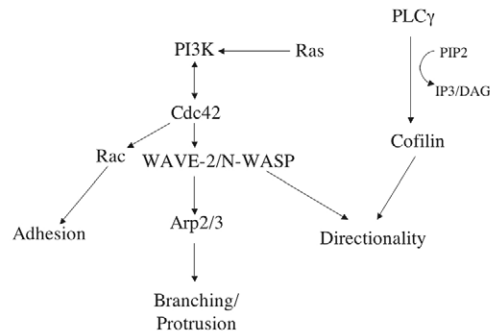 PLCγ
PI3K
Ras
PIP2
IP3/DAG
Cdc42
Cofilin
Rac
WAVE-2/N-WASP
Arp2/3
Adhesion
Directionality
Branching/
Protrusion